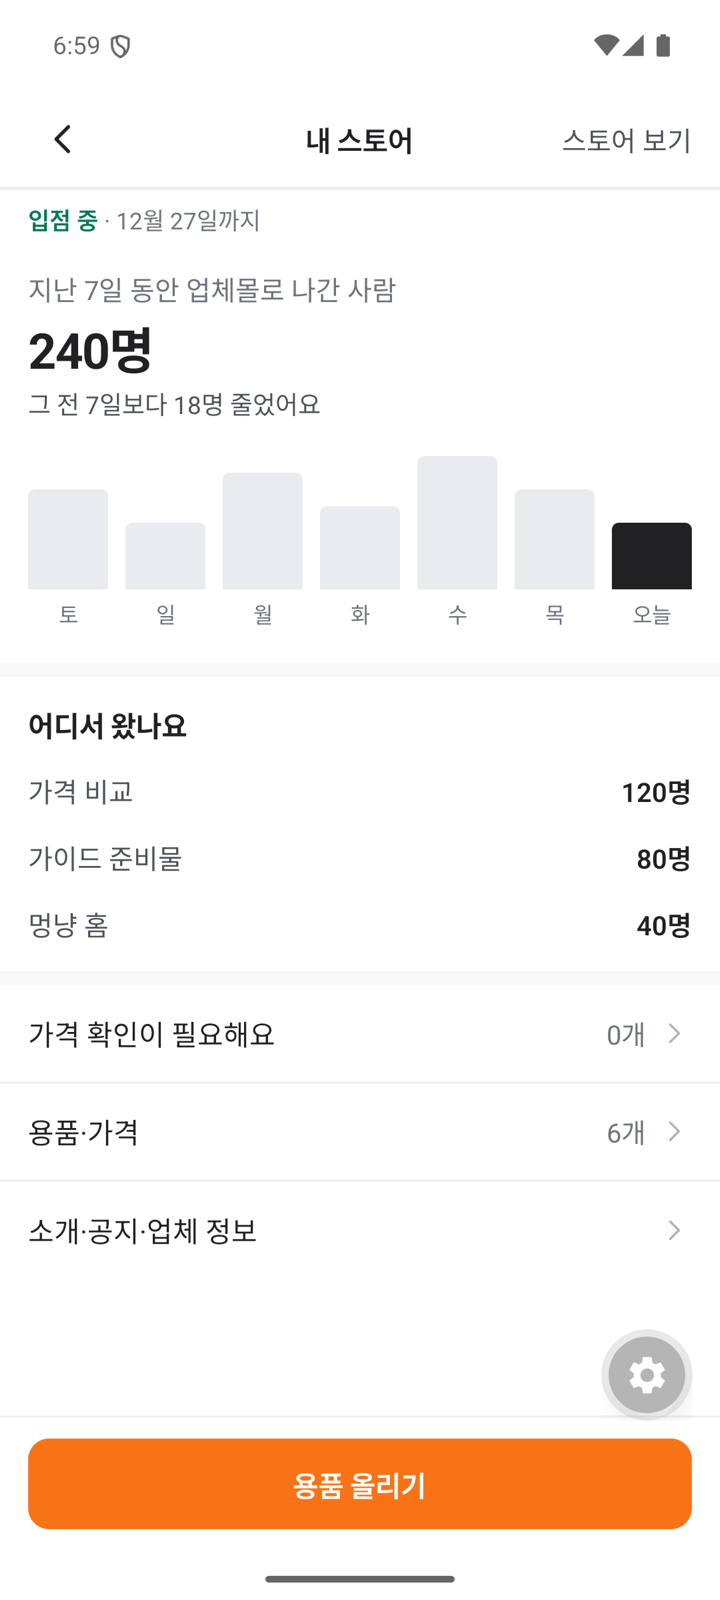 6:59
내 스토어
스토어 보기
입점 중 · 12월 27일까지
지난 7일 동안 업체몰로 나간 사람
240명
그 전 7일보다 18명 줄었어요
토 일 월 화 수 목 오늘
어디서 왔나요
가격 비교 120명
가이드 준비물 80명
멍냥 홈 40명
가격 확인이 필요해요 0개
용품·가격 6개
소개·공지·업체 정보
용품 올리기